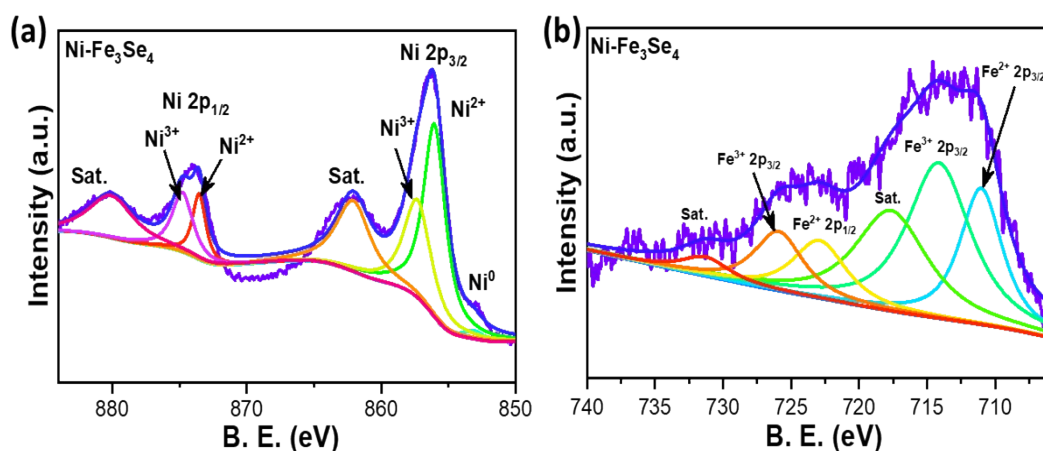 (a)
Ni-Fe₃Se₄
Ni 2p₃/₂
Ni 2p₁/₂
Ni³⁺
Ni²⁺
Sat.
Sat.
Ni³⁺
Ni²⁺
Ni⁰
Intensity (a.u.)
880
870
860
850
B. E. (eV)
(b)
Ni-Fe₃Se₄
Fe²⁺ 2p₃/₂
Fe³⁺ 2p₃/₂
Fe³⁺ 2p₃/₂
Sat.
Fe²⁺ 2p₁/₂
Sat.
Intensity (a.u.)
740
735
730
725
720
715
710
B. E. (eV)